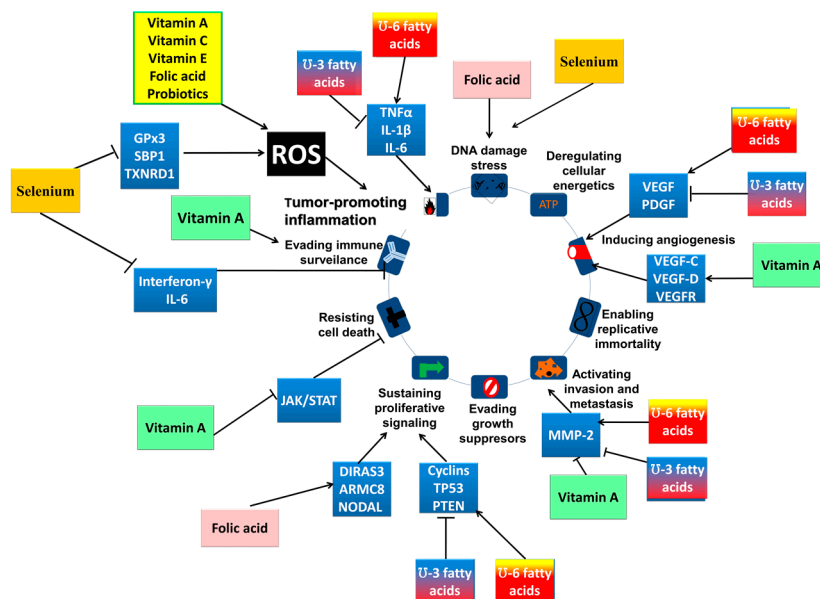 Vitamin A
Vitamin C
Vitamin E
Folic acid
Probiotics
℧-6 fatty
acids
℧-3 fatty
acids
TNFα
IL-1β
IL-6
Folic acid
Selenium
GPx3
SBP1
TXNRD1
ROS
DNA damage
stress
Deregulating
cellular
energetics
℧-6 fatty
acids
VEGF
PDGF
℧-3 fatty
acids
Selenium
Tumor-promoting
inflammation
ATP
Vitamin A
Evading immune
surveilance
Inducing angiogenesis
VEGF-C
VEGF-D
VEGFR
Vitamin A
Interferon-γ
IL-6
Resisting
cell death
Enabling
replicative
immortality
JAK/STAT
Vitamin A
Sustaining
proliferative
signaling
Evading
growth
suppresors
Activating
invasion and
metastasis
MMP-2
℧-6 fatty
acids
℧-3 fatty
acids
Vitamin A
DIRAS3
ARMC8
NODAL
Cyclins
TP53
PTEN
Folic acid
℧-3 fatty
acids
℧-6 fatty
acids